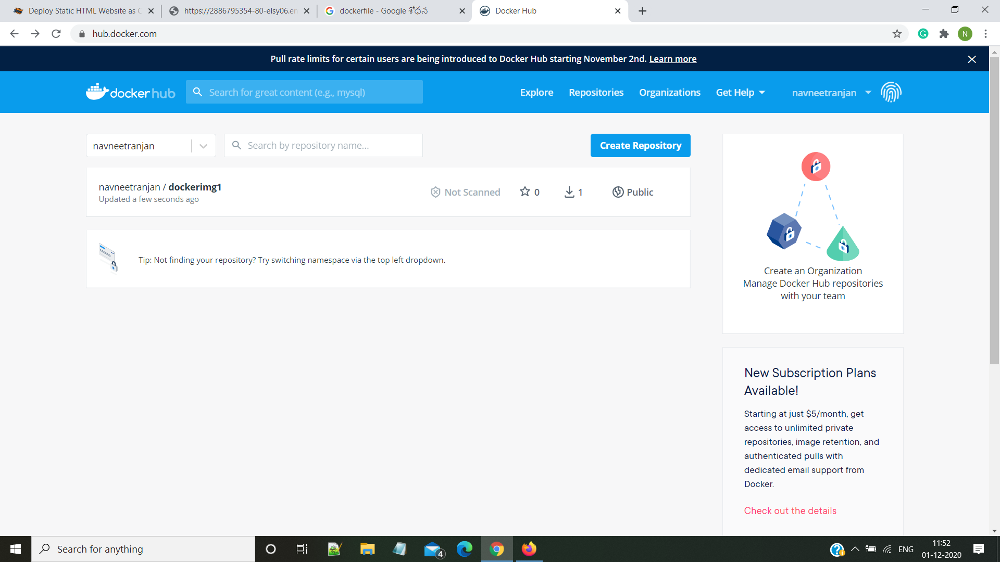 Deploy Static HTML Website as C
https://2886795354-80-elsy06.en
dockerfile - Google శోధన
Docker Hub
hub.docker.com
N
Pull rate limits for certain users are being introduced to Docker Hub starting November 2nd. Learn more
docker hub
Search for great content (e.g., mysql)
Explore
Repositories
Organizations
Get Help
navneetranjan
navneetranjan
Search by repository name...
Create Repository
navneetranjan / dockerimg1
Updated a few seconds ago
Not Scanned
0
1
Public
Tip: Not finding your repository? Try switching namespace via the top left dropdown.
Create an Organization
Manage Docker Hub repositories
with your team
New Subscription Plans
Available!
Starting at just $5/month, get
access to unlimited private
repositories, image retention, and
authenticated pulls with
dedicated email support from
Docker.
Check out the details
Search for anything
4
ENG
11:52
01-12-2020